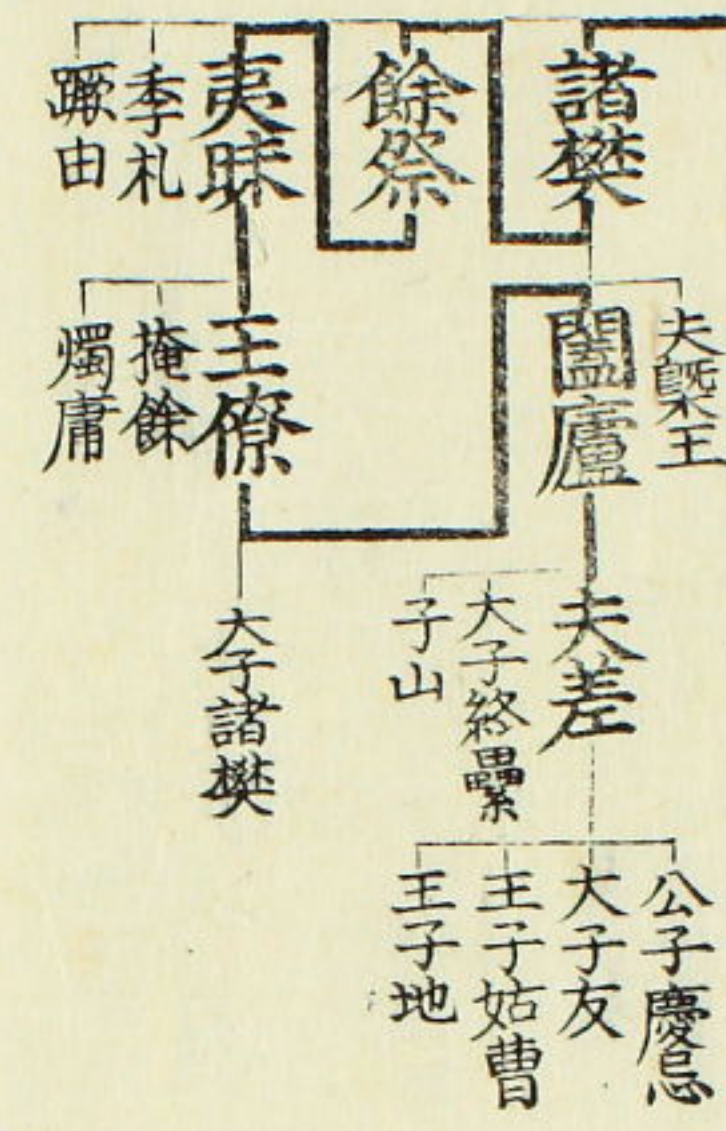 諸樊
餘祭
夷昧
季札
蹶由
夫槩王
闔廬
王僚
掩餘
燭庸
夫差
大子終纍
子山
大子諸樊
公子慶忌
大子友
王子姑曹
王子地